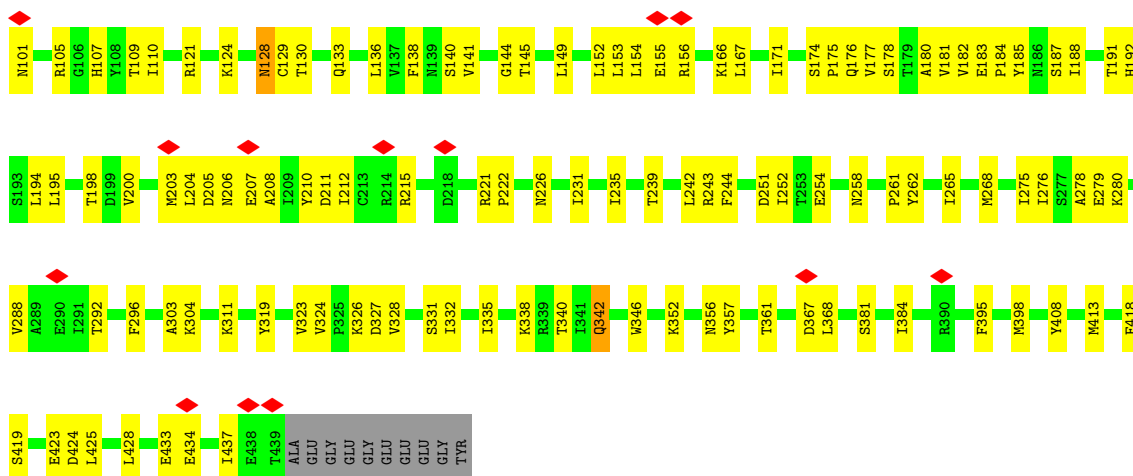 N101 R105 G106 H107 Y108 T109 I110 R121 K124 N128 C129 T130 Q133 L136 V137 F138 N139 S140 V141 G144 T145 L149 L152 L153 L154 E155 R156 K166 L167 I171 S174 P175 Q176 V177 S178 T179 A180 V181 V182 E183 P184 Y185 N186 S187 I188 T191 H192
S193 L194 L195 T198 D199 V200 M203 L204 D205 N206 E207 A208 I209 Y210 D211 I212 C213 R214 R215 D218 R221 P222 N226 I231 I235 T239 L242 R243 F244 D251 I252 T253 E254 N258 P261 Y262 I265 M268 I275 I276 S277 A278 E279 K280
V288 A289 E290 I291 T292 F296 A303 K304 K311 Y319 V323 V324 P325 K326 D327 V328 S331 I332 I335 K338 R339 T340 I341 Q342 W346 K352 N356 Y357 T361 D367 L368 S381 I384 R390 F395 M398 Y408 M413 E418
S419 E423 D424 L425 L428 E433 E434 I437 E438 T439 ALA GLU GLY GLU GLY GLU GLU GLU GLY TYR